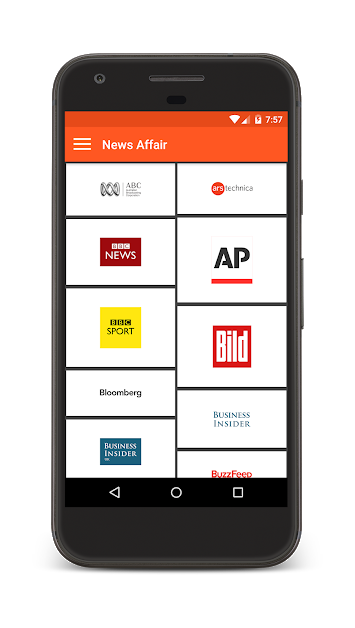 7:57
News Affair
ABC
Australian
Broadcasting
Corporation
ars technica
BBC
NEWS
AP
BBC
SPORT
Bild
Bloomberg
BUSINESS
INSIDER
BUSINESS
INSIDER
UK
BuzzFeed